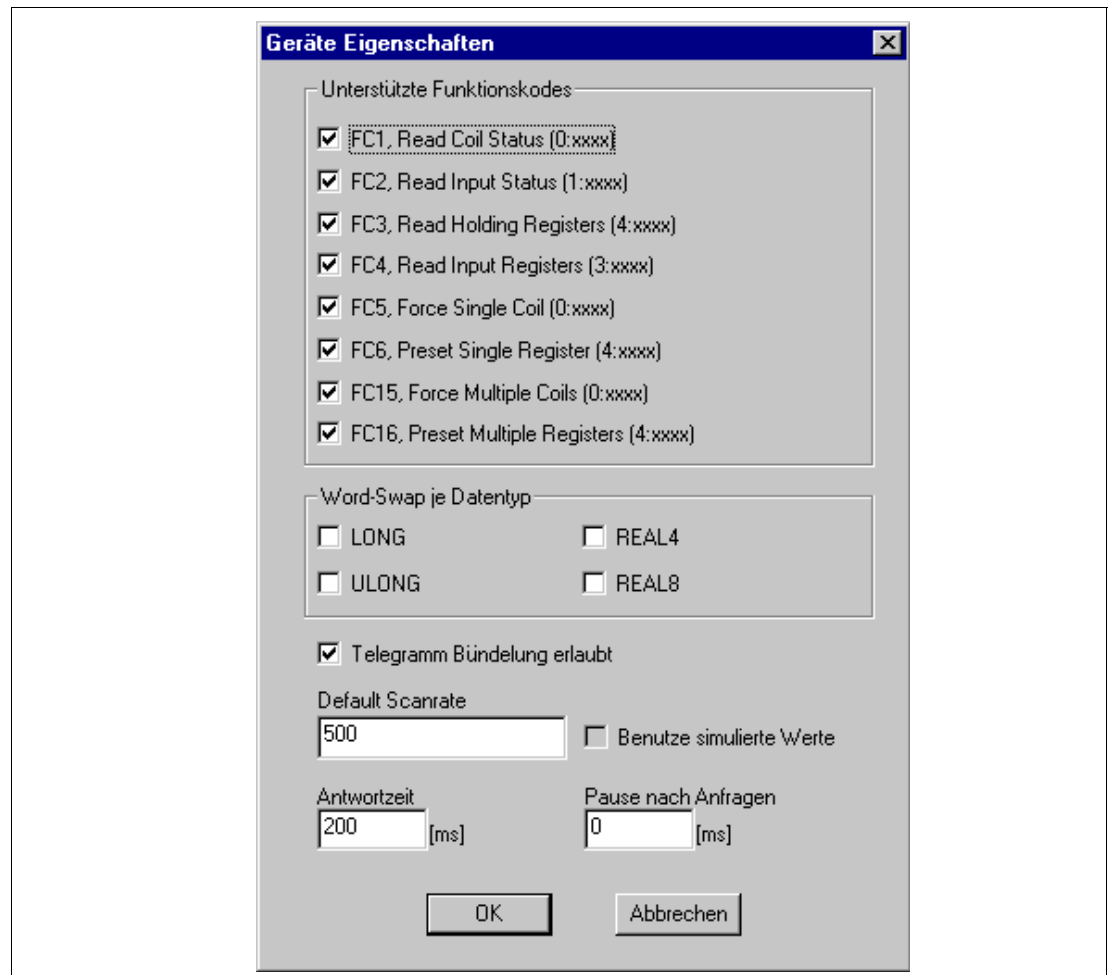 Geräte Eigenschaften
Unterstützte Funktionskodes
FC1, Read Coil Status (0:xxxx)
FC2, Read Input Status (1:xxxx)
FC3, Read Holding Registers (4:xxxx)
FC4, Read Input Registers (3:xxxx)
FC5, Force Single Coil (0:xxxx)
FC6, Preset Single Register (4:xxxx)
FC15, Force Multiple Coils (0:xxxx)
FC16, Preset Multiple Registers (4:xxxx)
Word-Swap je Datentyp
LONG REAL4
ULONG REAL8
Telegramm Bündelung erlaubt
Default Scanrate
500 Benutze simulierte Werte
Antwortzeit Pause nach Anfragen
200 [ms] 0 [ms]
OK Abbrechen